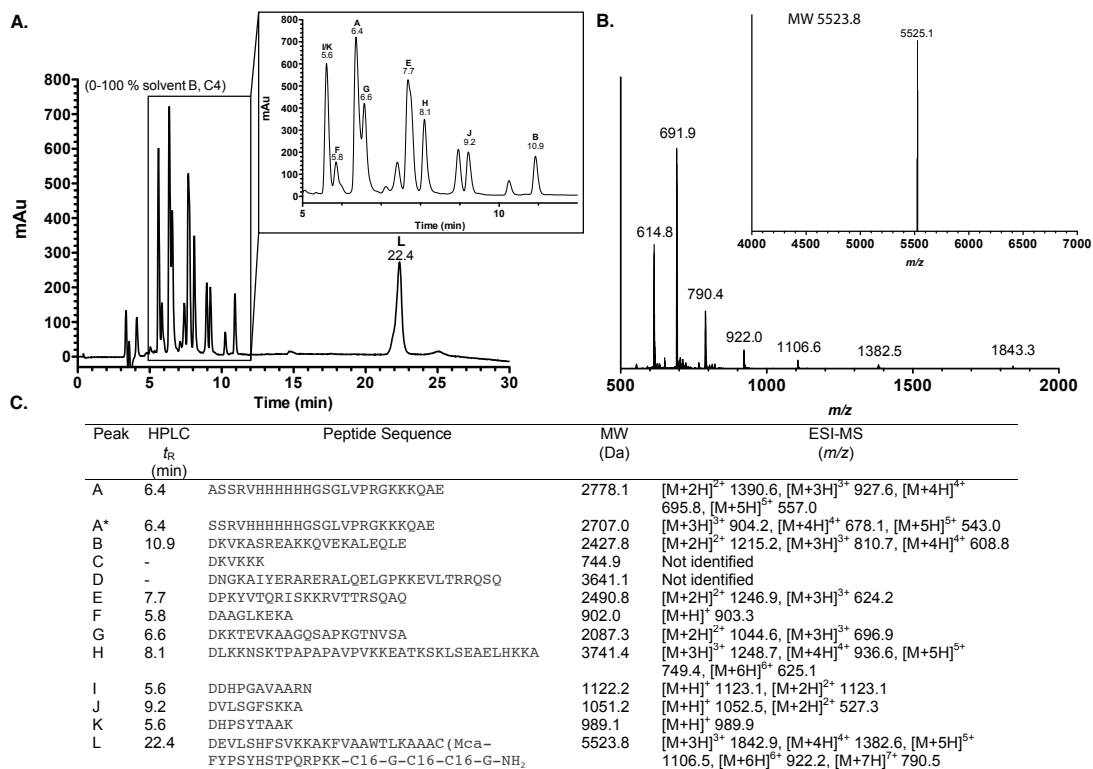 A.
(0-100 % solvent B, C4)
800
700
600
500
400
300
200
100
0
mAu
0
5
10
15
20
25
30
Time (min)
L
22.4
800
700
600
500
400
300
200
100
0
mAu
I/K
5.6
F
5.8
A
6.4
G
6.6
E
7.7
H
8.1
J
9.2
B
10.9
5
10
Time (min)
B.
614.8
691.9
790.4
922.0
1106.6
1382.5
1843.3
500
1000
1500
2000
m/z
MW 5523.8
5525.1
4000
4500
5000
5500
6000
6500
7000
m/z
C.
Peak HPLC tR (min) Peptide Sequence MW (Da) ESI-MS (m/z)
A 6.4 ASSRVHHHHHHGSGLVPRGKKKQAE 2778.1 [M+2H]2+ 1390.6, [M+3H]3+ 927.6, [M+4H]4+
695.8, [M+5H]5+ 557.0
A* 6.4 SSRVHHHHHHGSGLVPRGKKKQAE 2707.0 [M+3H]3+ 904.2, [M+4H]4+ 678.1, [M+5H]5+ 543.0
B 10.9 DKVKASREAKKQVEKALEQLE 2427.8 [M+2H]2+ 1215.2, [M+3H]3+ 810.7, [M+4H]4+ 608.8
C - DKVKKK 744.9 Not identified
D - DNGKAIYERARERALQELGPKKEVLTRRQSQ 3641.1 Not identified
E 7.7 DPKYVTQRISKKRVTTRSQAQ 2490.8 [M+2H]2+ 1246.9, [M+3H]3+ 624.2
F 5.8 DAAGLKEKA 902.0 [M+H]+ 903.3
G 6.6 DKKTEVKAAGQSAPKGTNVSA 2087.3 [M+2H]2+ 1044.6, [M+3H]3+ 696.9
H 8.1 DLKKNSKTPAPAPAVPVKKEATKSKLSEAELHKKA 3741.4 [M+3H]3+ 1248.7, [M+4H]4+ 936.6, [M+5H]5+
749.4, [M+6H]6+ 625.1
I 5.6 DDHPGAVAARN 1122.2 [M+H]+ 1123.1, [M+2H]2+ 1123.1
J 9.2 DVLSGFSKKA 1051.2 [M+H]+ 1052.5, [M+2H]2+ 527.3
K 5.6 DHPSYTAAK 989.1 [M+H]+ 989.9
L 22.4 DEVLSHFSVKKAKFVAAWTLKAAAC(Mca- 5523.8 [M+3H]3+ 1842.9, [M+4H]4+ 1382.6, [M+5H]5+
FYPSYHSTPQRPKK-C16-G-C16-C16-G-NH2 1106.5, [M+6H]6+ 922.2, [M+7H]7+ 790.5